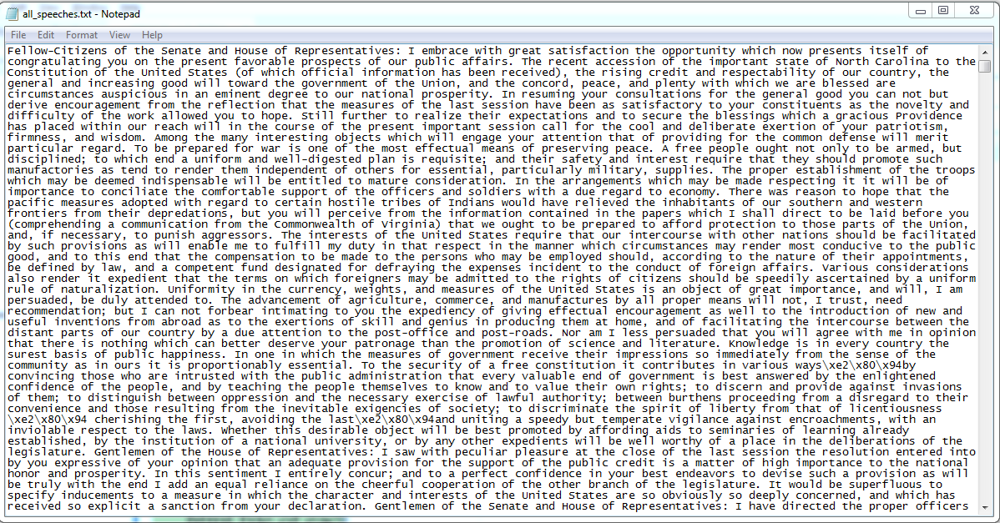 all_speeches.txt - Notepad
File Edit Format View Help
Fellow-Citizens of the Senate and House of Representatives: I embrace with great satisfaction the opportunity which now presents itself of
congratulating you on the present favorable prospects of our public affairs. The recent accession of the important state of North Carolina to the
Constitution of the United States (of which official information has been received), the rising credit and respectability of our country, the
general and increasing good will toward the government of the Union, and the concord, peace, and plenty with which we are blessed are
circumstances auspicious in an eminent degree to our national prosperity. In resuming your consultations for the general good you can not but
derive encouragement from the reflection that the measures of the last session have been as satisfactory to your constituents as the novelty and
difficulty of the work allowed you to hope. Still further to realize their expectations and to secure the blessings which a gracious Providence
has placed within our reach will in the course of the present important session call for the cool and deliberate exertion of your patriotism,
firmness, and wisdom. Among the many interesting objects which will engage your attention that of providing for the common defense will merit
particular regard. To be prepared for war is one of the most effectual means of preserving peace. A free people ought not only to be armed, but
disciplined; to which end a uniform and well-digested plan is requisite; and their safety and interest require that they should promote such
manufactories as tend to render them independent of others for essential, particularly military, supplies. The proper establishment of the troops
which may be deemed indispensable will be entitled to mature consideration. In the arrangements which may be made respecting it it will be of
importance to conciliate the comfortable support of the officers and soldiers with a due regard to economy. There was reason to hope that the
pacific measures adopted with regard to certain hostile tribes of Indians would have relieved the inhabitants of our southern and western
frontiers from their depredations, but you will perceive from the information contained in the papers which I shall direct to be laid before you
(comprehending a communication from the Commonwealth of Virginia) that we ought to be prepared to afford protection to those parts of the Union,
and, if necessary, to punish aggressors. The interests of the United States require that our intercourse with other nations should be facilitated
by such provisions as will enable me to fulfill my duty in that respect in the manner which circumstances may render most conducive to the public
good, and to this end that the compensation to be made to the persons who may be employed should, according to the nature of their appointments,
be defined by law, and a competent fund designated for defraying the expenses incident to the conduct of foreign affairs. Various considerations
also render it expedient that the terms on which foreigners may be admitted to the rights of citizens should be speedily ascertained by a uniform
rule of naturalization. Uniformity in the currency, weights, and measures of the United States is an object of great importance, and will, I am
persuaded, be duly attended to. The advancement of agriculture, commerce, and manufactures by all proper means will not, I trust, need
recommendation; but I can not forbear intimating to you the expediency of giving effectual encouragement as well to the introduction of new and
useful inventions from abroad as to the exertions of skill and genius in producing them at home, and of facilitating the intercourse between the
distant parts of our country by a due attention to the post-office and post-roads. Nor am I less persuaded that you will agree with me in opinion
that there is nothing which can better deserve your patronage than the promotion of science and literature. Knowledge is in every country the
surest basis of public happiness. In one in which the measures of government receive their impressions so immediately from the sense of the
community as in ours it is proportionably essential. To the security of a free constitution it contributes in various ways\xe2\x80\x94by
convincing those who are intrusted with the public administration that every valuable end of government is best answered by the enlightened
confidence of the people, and by teaching the people themselves to know and to value their own rights; to discern and provide against invasions
of them; to distinguish between oppression and the necessary exercise of lawful authority; between burthens proceeding from a disregard to their
convenience and those resulting from the inevitable exigencies of society; to discriminate the spirit of liberty from that of licentiousness
\xe2\x80\x94 cherishing the first, avoiding the last\xe2\x80\x94and uniting a speedy but temperate vigilance against encroachments, with an
inviolable respect to the laws. Whether this desirable object will be best promoted by affording aids to seminaries of learning already
established, by the institution of a national university, or by any other expedients will be well worthy of a place in the deliberations of the
legislature. Gentlemen of the House of Representatives: I saw with peculiar pleasure at the close of the last session the resolution entered into
by you expressive of your opinion that an adequate provision for the support of the public credit is a matter of high importance to the national
honor and prosperity. In this sentiment I entirely concur; and to a perfect confidence in your best endeavors to devise such a provision as will
be truly with the end I add an equal reliance on the cheerful cooperation of the other branch of the legislature. It would be superfluous to
specify inducements to a measure in which the character and interests of the United States are so obviously so deeply concerned, and which has
received so explicit a sanction from your declaration. Gentlemen of the Senate and House of Representatives: I have directed the proper officers